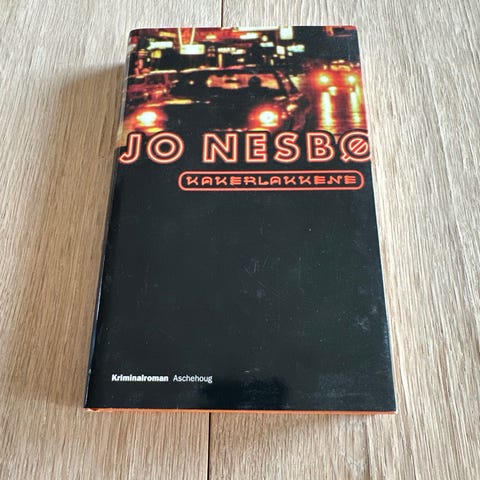 JO NESBØ
KAKERLAKKENE
Kriminalroman Aschehoug